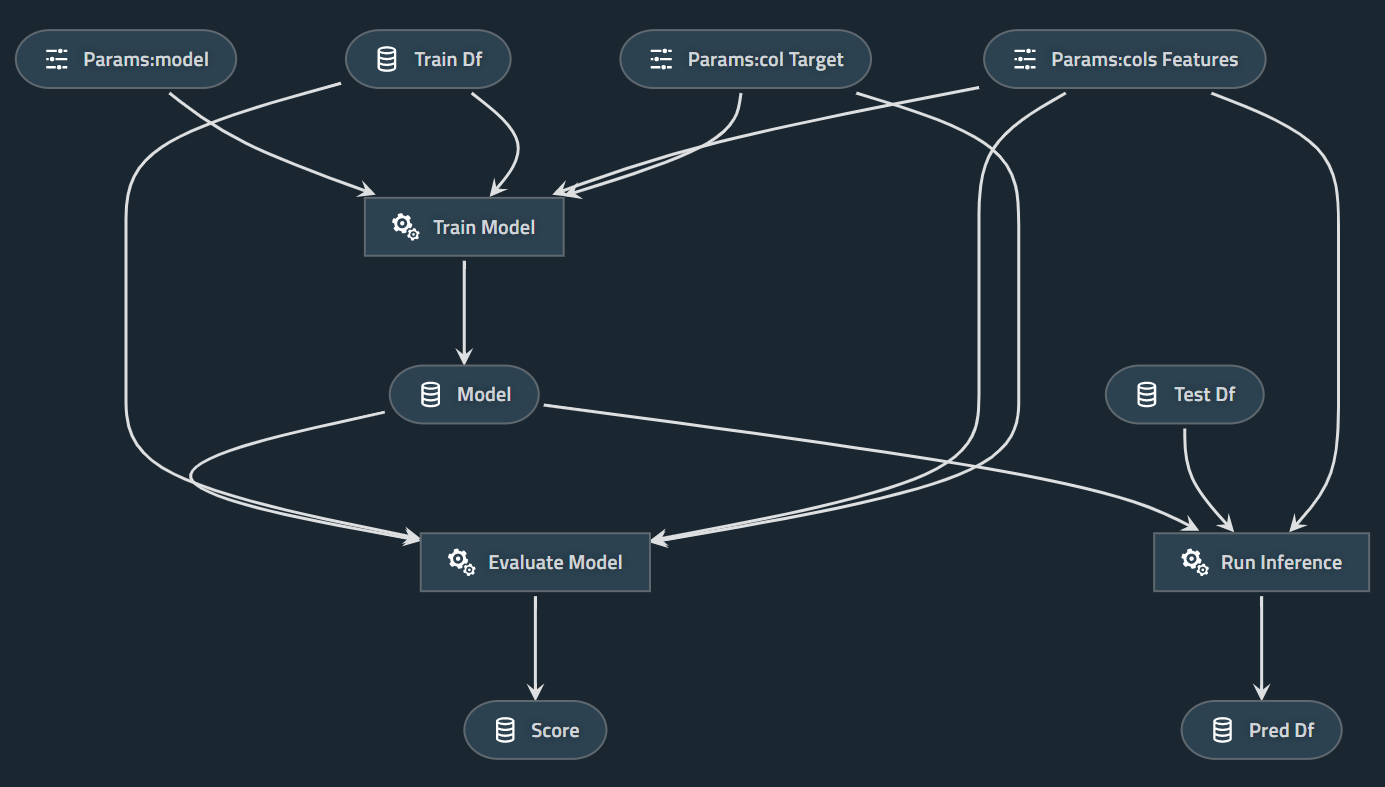 Params:model
Train Df
Params:col Target
Params:cols Features
Train Model
Model
Test Df
Evaluate Model
Run Inference
Score
Pred Df